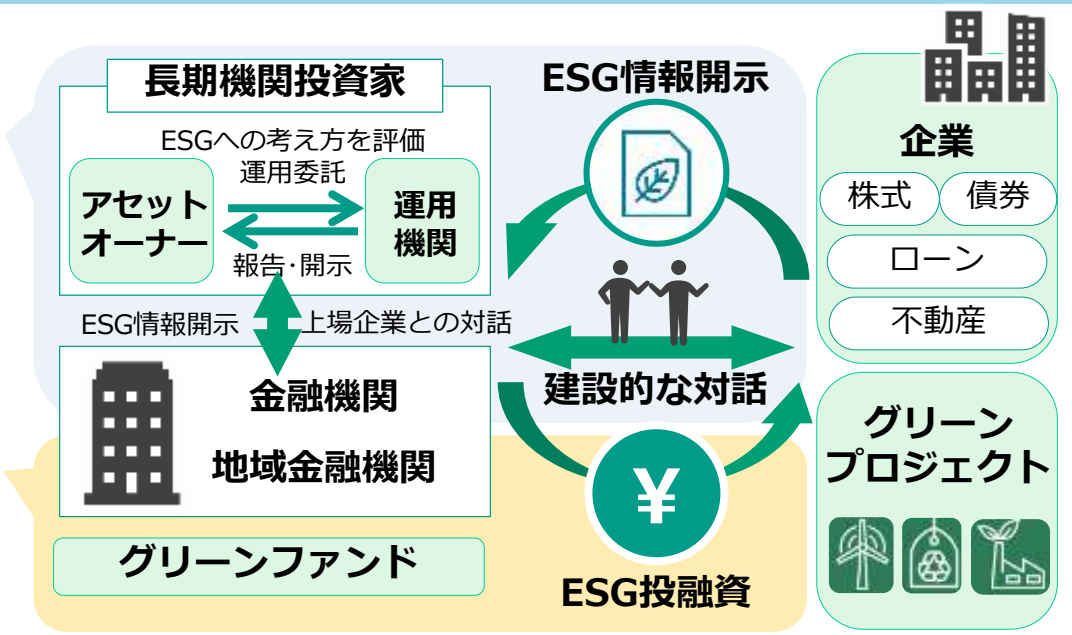 長期機関投資家
ESGへの考え方を評価
運用委託
アセット
オーナー
運用
機関
報告・開示
ESG情報開示
上場企業との対話
金融機関
地域金融機関
グリーンファンド
ESG情報開示
建設的な対話
¥
ESG投融資
企業
株式
債券
ローン
不動産
グリーン
プロジェクト